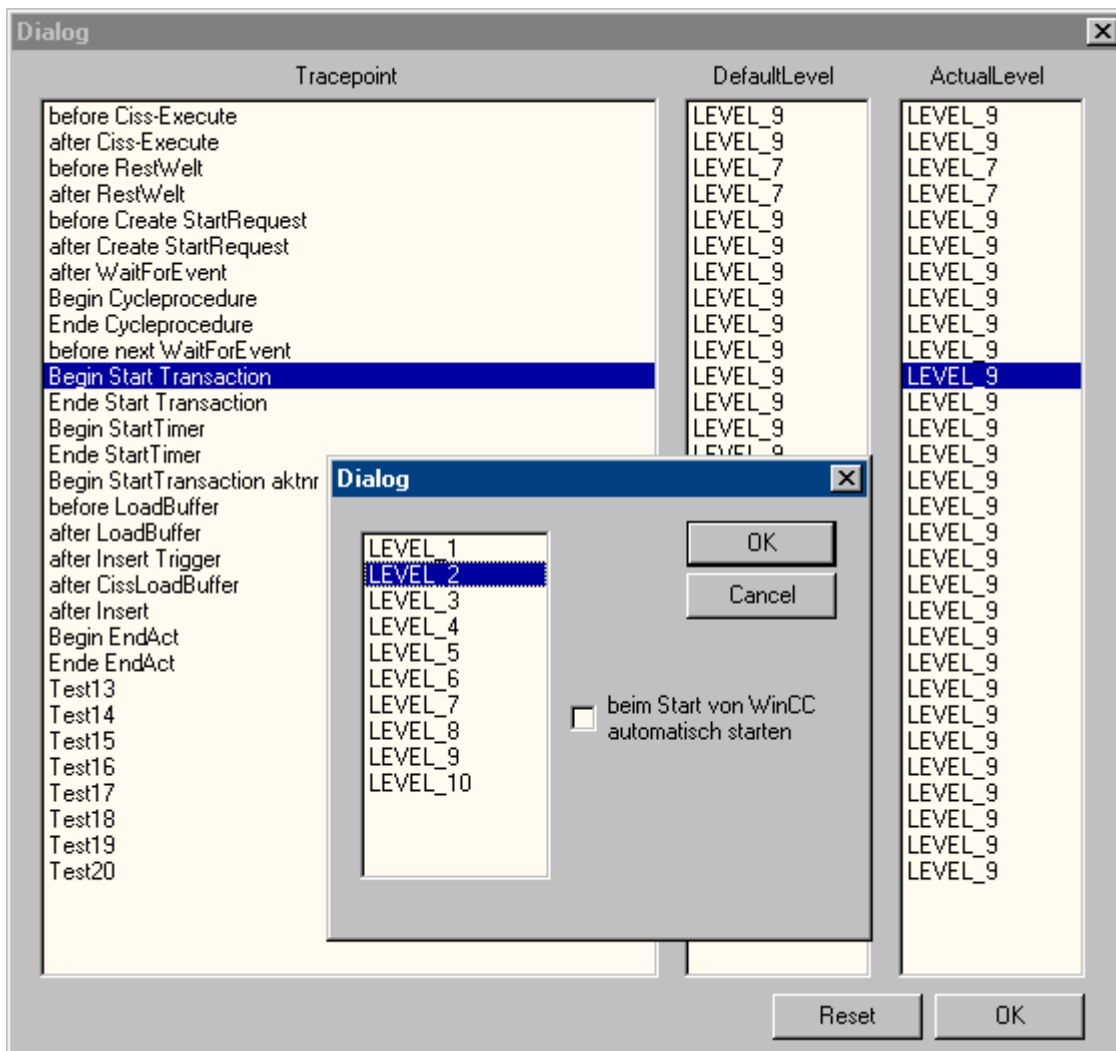 Dialog
Tracepoint DefaultLevel ActualLevel
before Ciss-Execute LEVEL_9 LEVEL_9
after Ciss-Execute LEVEL_9 LEVEL_9
before RestWelt LEVEL_7 LEVEL_7
after RestWelt LEVEL_7 LEVEL_7
before Create StartRequest LEVEL_9 LEVEL_9
after Create StartRequest LEVEL_9 LEVEL_9
after WaitForEvent LEVEL_9 LEVEL_9
Begin Cycleprocedure LEVEL_9 LEVEL_9
Ende Cycleprocedure LEVEL_9 LEVEL_9
before next WaitForEvent LEVEL_9 LEVEL_9
Begin Start Transaction LEVEL_9 LEVEL_9
Ende Start Transaction LEVEL_9 LEVEL_9
Begin StartTimer LEVEL_9 LEVEL_9
Ende StartTimer LEVEL_9 LEVEL_9
Begin StartTransaction aktnr LEVEL_9
before LoadBuffer LEVEL_9
after LoadBuffer LEVEL_9
after Insert Trigger LEVEL_9
after CissLoadBuffer LEVEL_9
after Insert LEVEL_9
Begin EndAct LEVEL_9
Ende EndAct LEVEL_9
Test13 LEVEL_9
Test14 LEVEL_9
Test15 LEVEL_9
Test16 LEVEL_9
Test17 LEVEL_9
Test18 LEVEL_9
Test19 LEVEL_9
Test20 LEVEL_9
Dialog
LEVEL_1
LEVEL_2
LEVEL_3
LEVEL_4
LEVEL_5
LEVEL_6
LEVEL_7
LEVEL_8
LEVEL_9
LEVEL_10
OK
Cancel
beim Start von WinCC
automatisch starten
Reset OK